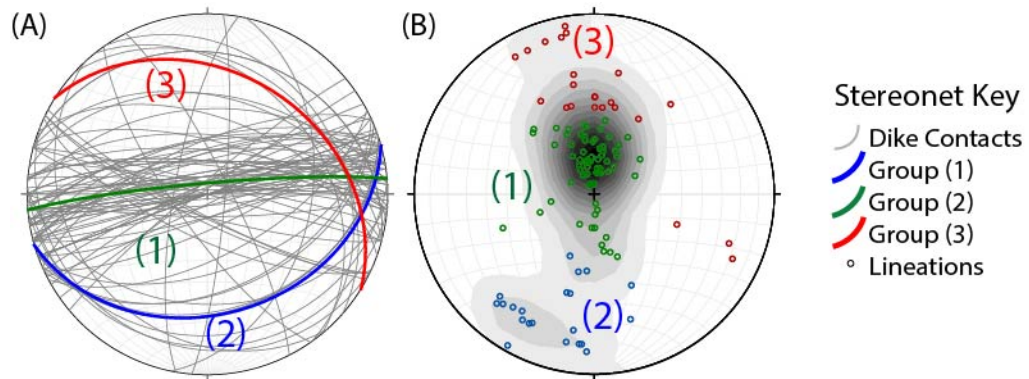 (A)
(3)
(1)
(2)
(B)
(3)
(1)
(2)
Stereonet Key
Dike Contacts
Group (1)
Group (2)
Group (3)
Lineations